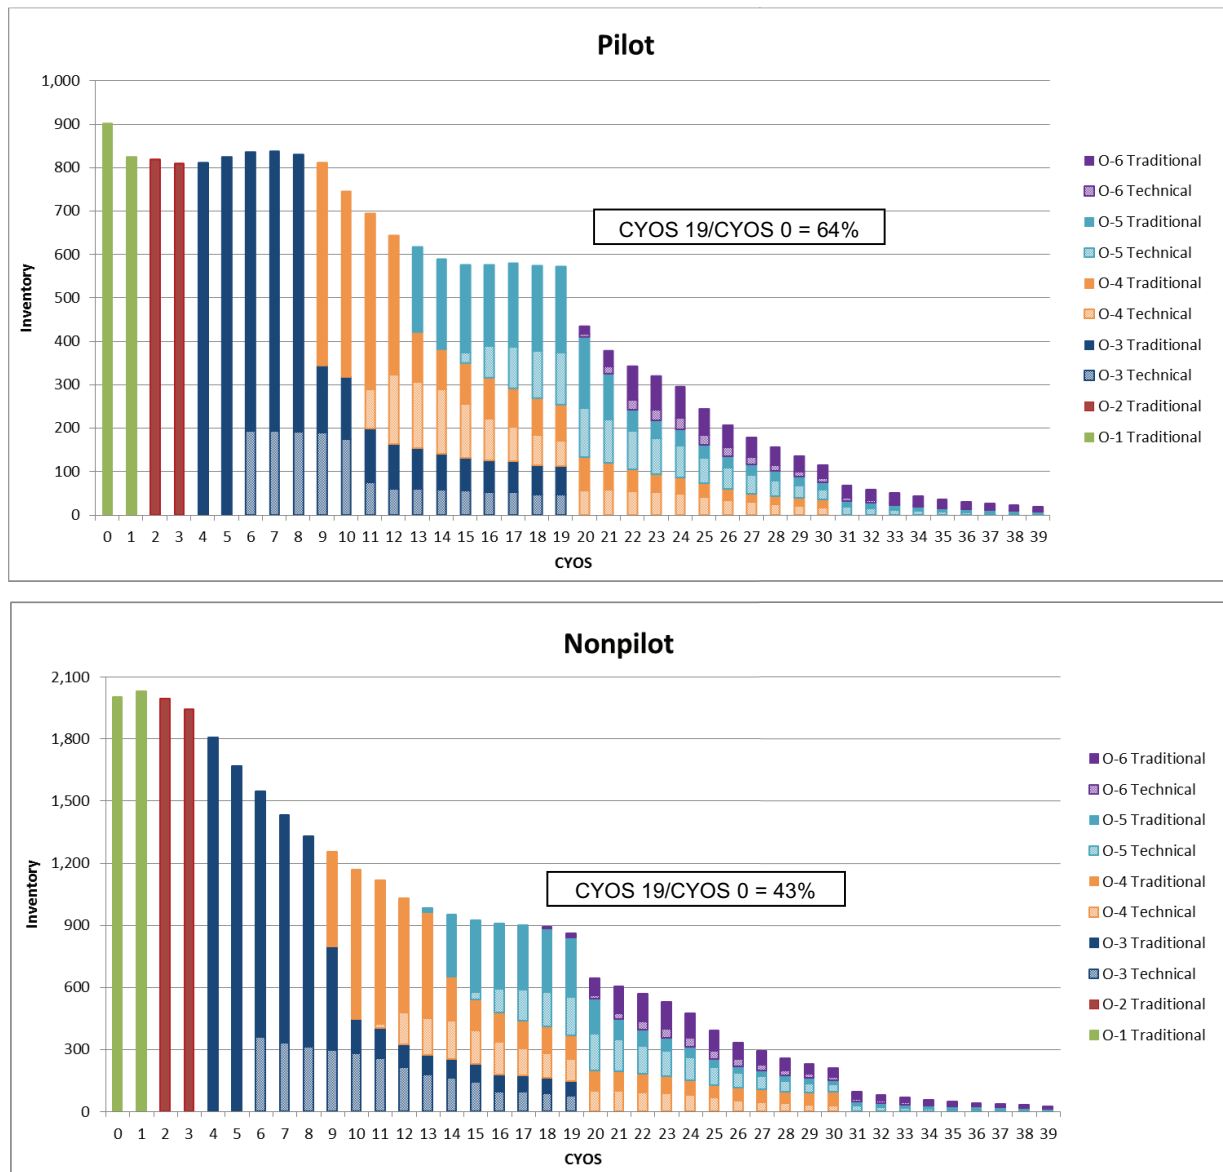 Pilot
1,000
900
800
700
600
500
400
300
200
100
0
Inventory
CYOS 19/CYOS 0 = 64%
O-6 Traditional
O-6 Technical
O-5 Traditional
O-5 Technical
O-4 Traditional
O-4 Technical
O-3 Traditional
O-3 Technical
O-2 Traditional
O-1 Traditional
0 1 2 3 4 5 6 7 8 9 10 11 12 13 14 15 16 17 18 19 20 21 22 23 24 25 26 27 28 29 30 31 32 33 34 35 36 37 38 39
CYOS
Nonpilot
2,100
1,800
1,500
1,200
900
600
300
0
Inventory
CYOS 19/CYOS 0 = 43%
O-6 Traditional
O-6 Technical
O-5 Traditional
O-5 Technical
O-4 Traditional
O-4 Technical
O-3 Traditional
O-3 Technical
O-2 Traditional
O-1 Traditional
0 1 2 3 4 5 6 7 8 9 10 11 12 13 14 15 16 17 18 19 20 21 22 23 24 25 26 27 28 29 30 31 32 33 34 35 36 37 38 39
CYOS